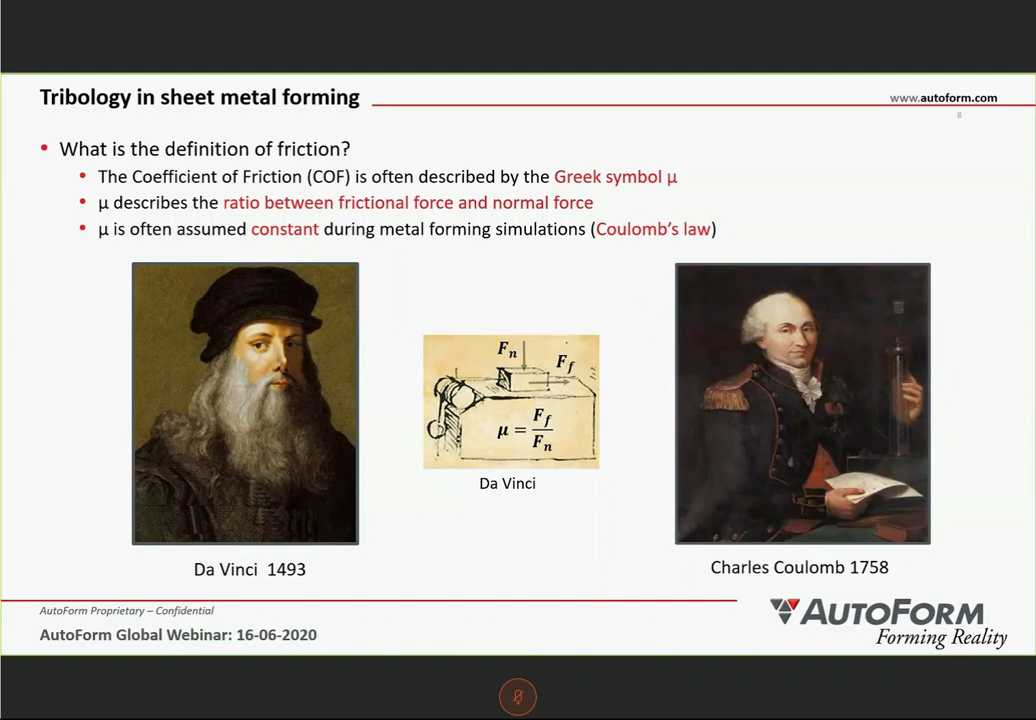 Tribology in sheet metal forming
www.autoform.com
8
• What is the definition of friction?
• The Coefficient of Friction (COF) is often described by the Greek symbol μ
• μ describes the ratio between frictional force and normal force
• μ is often assumed constant during metal forming simulations (Coulomb's law)
Fn
Ff
μ = Ff / Fn
Da Vinci
Da Vinci 1493
Charles Coulomb 1758
AutoForm Proprietary – Confidential
AutoForm Global Webinar: 16-06-2020
AUTOFORM
Forming Reality